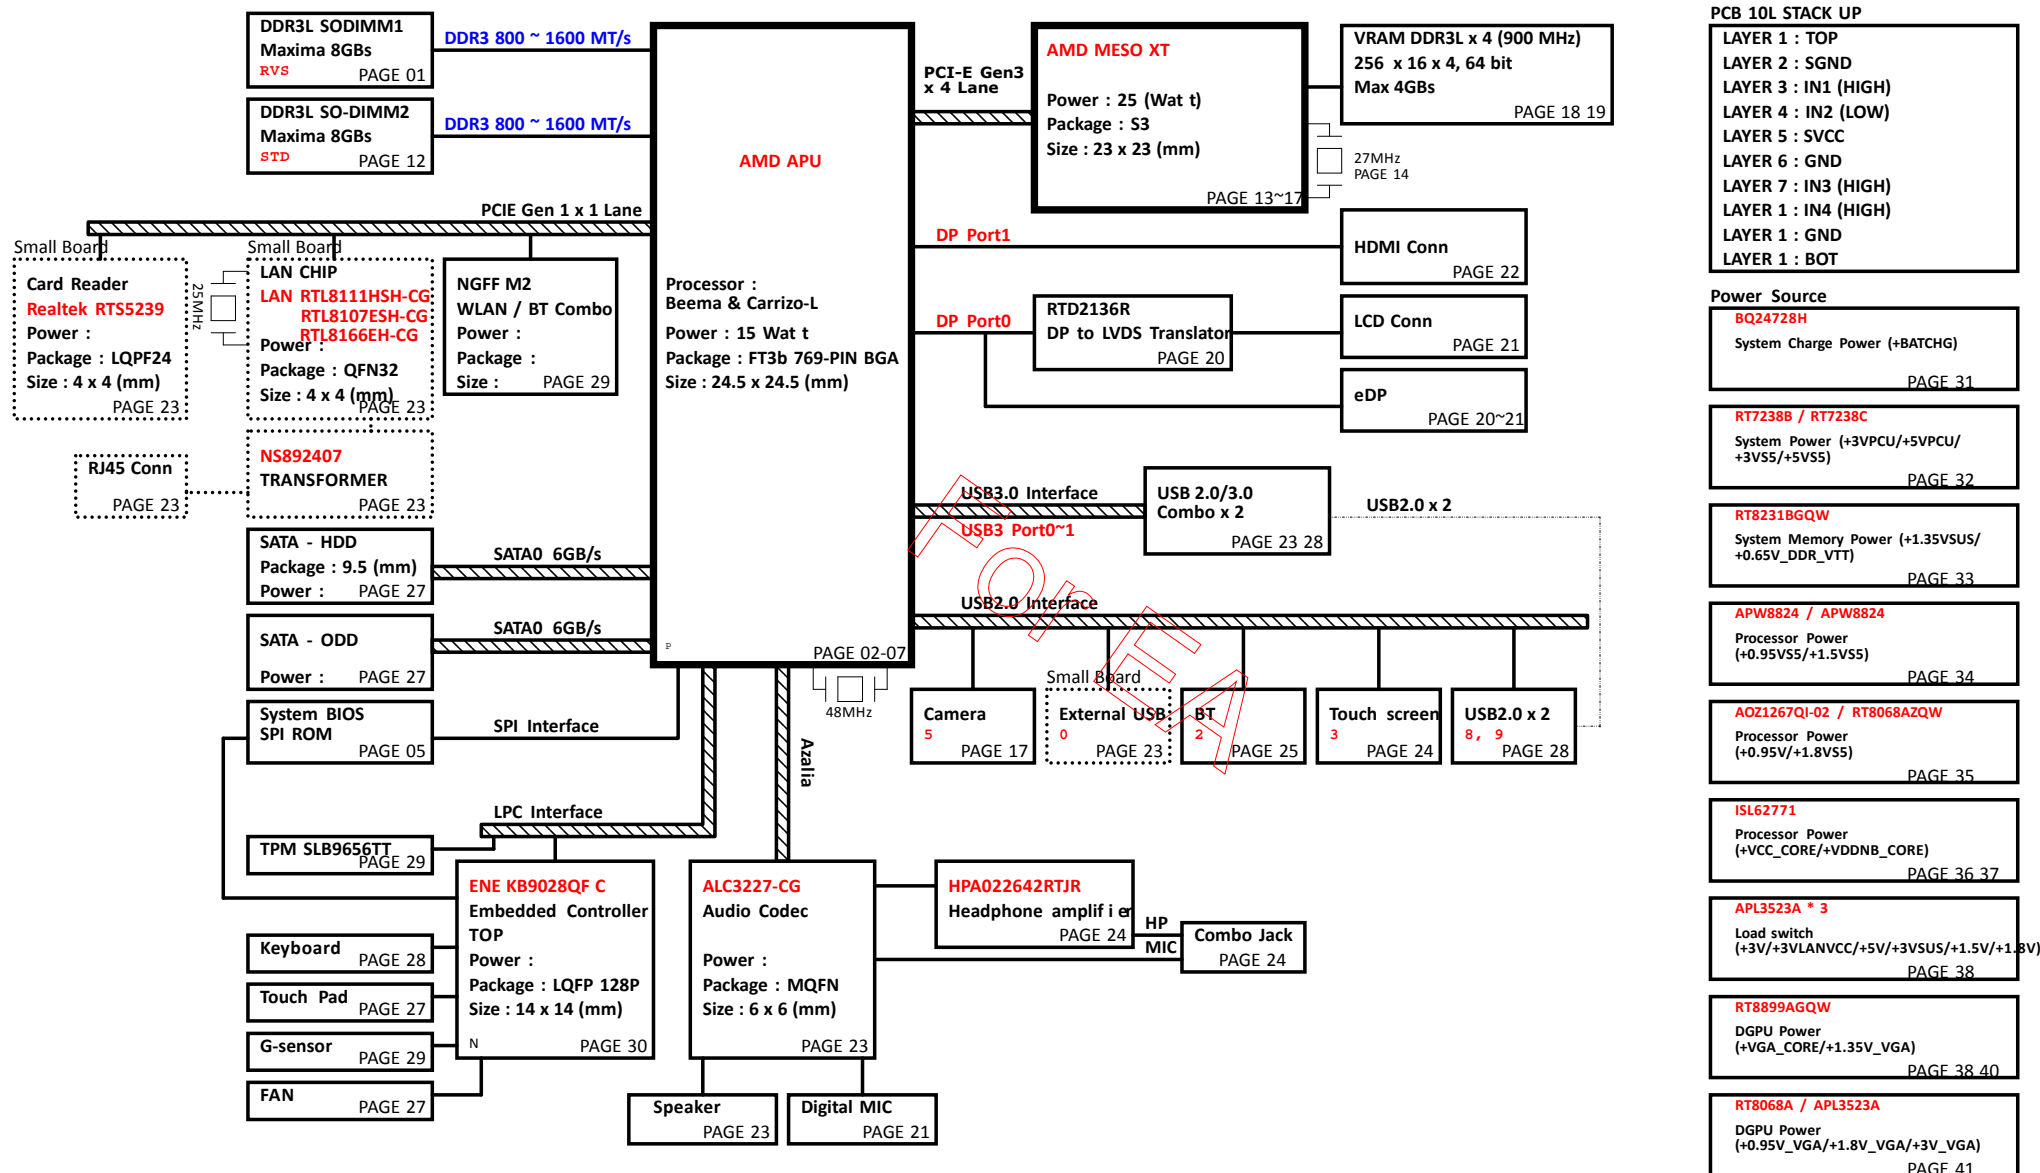 DDR3L SODIMM1
Maxima 8GBs
RVS
PAGE 01
DDR3 800 ~ 1600 MT/s
DDR3L SO-DIMM2
Maxima 8GBs
STD
PAGE 12
DDR3 800 ~ 1600 MT/s
PCIE Gen 1 x 1 Lane
Small Board
Card Reader
Realtek RTS5239
Power :
Package : LQPF24
Size : 4 x 4 (mm)
PAGE 23
25MHz
Small Board
LAN CHIP
LAN RTL8111HSH-CG
RTL8107ESH-CG
RTL8166EH-CG
Power :
Package : QFN32
Size : 4 x 4 (mm)
PAGE 23
NGFF M2
WLAN / BT Combo
Power :
Package :
Size :
PAGE 29
RJ45 Conn
PAGE 23
NS892407
TRANSFORMER
PAGE 23
SATA - HDD
Package : 9.5 (mm)
Power :
PAGE 27
SATA0 6GB/s
SATA - ODD
Power :
PAGE 27
SATA0 6GB/s
System BIOS
SPI ROM
PAGE 05
SPI Interface
LPC Interface
TPM SLB9656TT
PAGE 29
Keyboard
PAGE 28
Touch Pad
PAGE 27
G-sensor
PAGE 29
FAN
PAGE 27
ENE KB9028QF C
Embedded Controller
TOP
Power :
Package : LQFP 128P
Size : 14 x 14 (mm)
N
PAGE 30
AMD APU
Processor :
Beema & Carrizo-L
Power : 15 Wat t
Package : FT3b 769-PIN BGA
Size : 24.5 x 24.5 (mm)
P
PAGE 02-07
48MHz
Azalia
ALC3227-CG
Audio Codec
Power :
Package : MQFN
Size : 6 x 6 (mm)
PAGE 23
Speaker
PAGE 23
Digital MIC
PAGE 21
HPA022642RTJR
Headphone amplif i er
PAGE 24
HP
MIC
Combo Jack
PAGE 24
PCI-E Gen3
x 4 Lane
AMD MESO XT
Power : 25 (Wat t)
Package : S3
Size : 23 x 23 (mm)
PAGE 13~17
VRAM DDR3L x 4 (900 MHz)
256 x 16 x 4, 64 bit
Max 4GBs
PAGE 18 19
27MHz
PAGE 14
DP Port1
HDMI Conn
PAGE 22
DP Port0
RTD2136R
DP to LVDS Translator
PAGE 20
LCD Conn
PAGE 21
eDP
PAGE 20~21
USB3.0 Interface
USB3 Port0~1
USB 2.0/3.0
Combo x 2
PAGE 23 28
USB2.0 x 2
USB2.0 Interface
For EEA
Camera
5
PAGE 17
Small Board
External USB
0
PAGE 23
BT
2
PAGE 25
Touch screen
3
PAGE 24
USB2.0 x 2
8, 9
PAGE 28
PCB 10L STACK UP
LAYER 1 : TOP
LAYER 2 : SGND
LAYER 3 : IN1 (HIGH)
LAYER 4 : IN2 (LOW)
LAYER 5 : SVCC
LAYER 6 : GND
LAYER 7 : IN3 (HIGH)
LAYER 1 : IN4 (HIGH)
LAYER 1 : GND
LAYER 1 : BOT
Power Source
BQ24728H
System Charge Power (+BATCHG)
PAGE 31
RT7238B / RT7238C
System Power (+3VPCU/+5VPCU/
+3VS5/+5VS5)
PAGE 32
RT8231BGQW
System Memory Power (+1.35VSUS/
+0.65V_DDR_VTT)
PAGE 33
APW8824 / APW8824
Processor Power
(+0.95VS5/+1.5VS5)
PAGE 34
AOZ1267QI-02 / RT8068AZQW
Processor Power
(+0.95V/+1.8VS5)
PAGE 35
ISL62771
Processor Power
(+VCC_CORE/+VDDNB_CORE)
PAGE 36 37
APL3523A * 3
Load switch
(+3V/+3VLANVCC/+5V/+3VSUS/+1.5V/+1.8V)
PAGE 38
RT8899AGQW
DGPU Power
(+VGA_CORE/+1.35V_VGA)
PAGE 38 40
RT8068A / APL3523A
DGPU Power
(+0.95V_VGA/+1.8V_VGA/+3V_VGA)
PAGE 41